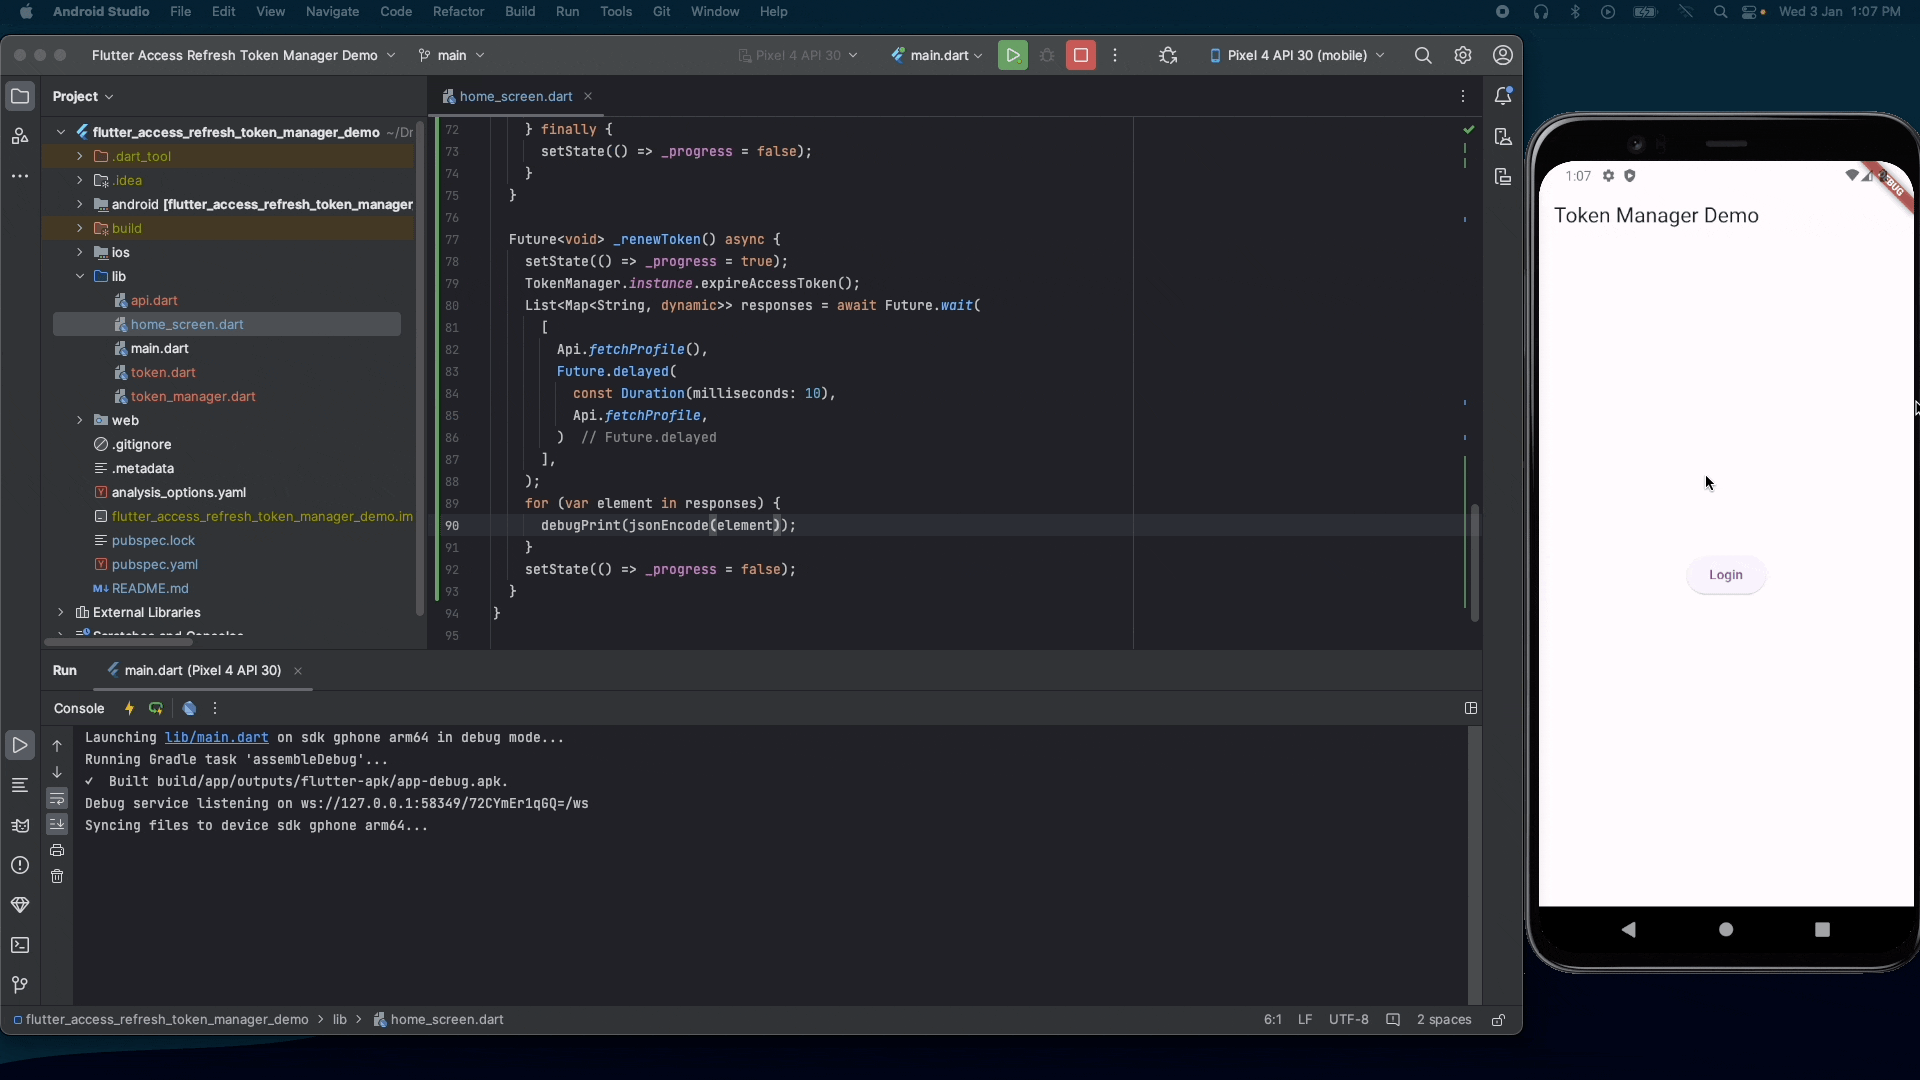 Android Studio File Edit View Navigate Code Refactor Build Run Tools Git Window Help Wed 3 Jan 1:07 PM
Flutter Access Refresh Token Manager Demo main Pixel 4 API 30 main.dart Pixel 4 API 30 (mobile)
Project
home_screen.dart
flutter_access_refresh_token_manager_demo ~/Dr
.dart_tool
.idea
android [flutter_access_refresh_token_manager
build
ios
lib
api.dart
home_screen.dart
main.dart
token.dart
token_manager.dart
web
.gitignore
.metadata
analysis_options.yaml
flutter_access_refresh_token_manager_demo.im
pubspec.lock
pubspec.yaml
M↓ README.md
External Libraries
72 } finally {
73 setState(() => _progress = false);
74 }
75 }
76
77 Future<void> _renewToken() async {
78 setState(() => _progress = true);
79 TokenManager.instance.expireAccessToken();
80 List<Map<String, dynamic>> responses = await Future.wait(
81 [
82 Api.fetchProfile(),
83 Future.delayed(
84 const Duration(milliseconds: 10),
85 Api.fetchProfile,
86 ) // Future.delayed
87 ],
88 );
89 for (var element in responses) {
90 debugPrint(jsonEncode(element));
91 }
92 setState(() => _progress = false);
93 }
94 }
95
Run main.dart (Pixel 4 API 30)
Console
Launching lib/main.dart on sdk gphone arm64 in debug mode...
Running Gradle task 'assembleDebug'...
✓ Built build/app/outputs/flutter-apk/app-debug.apk.
Debug service listening on ws://127.0.0.1:58349/72CYmEr1qGQ=/ws
Syncing files to device sdk gphone arm64...
flutter_access_refresh_token_manager_demo > lib > home_screen.dart
6:1 LF UTF-8 2 spaces
1:07
Token Manager Demo
Login